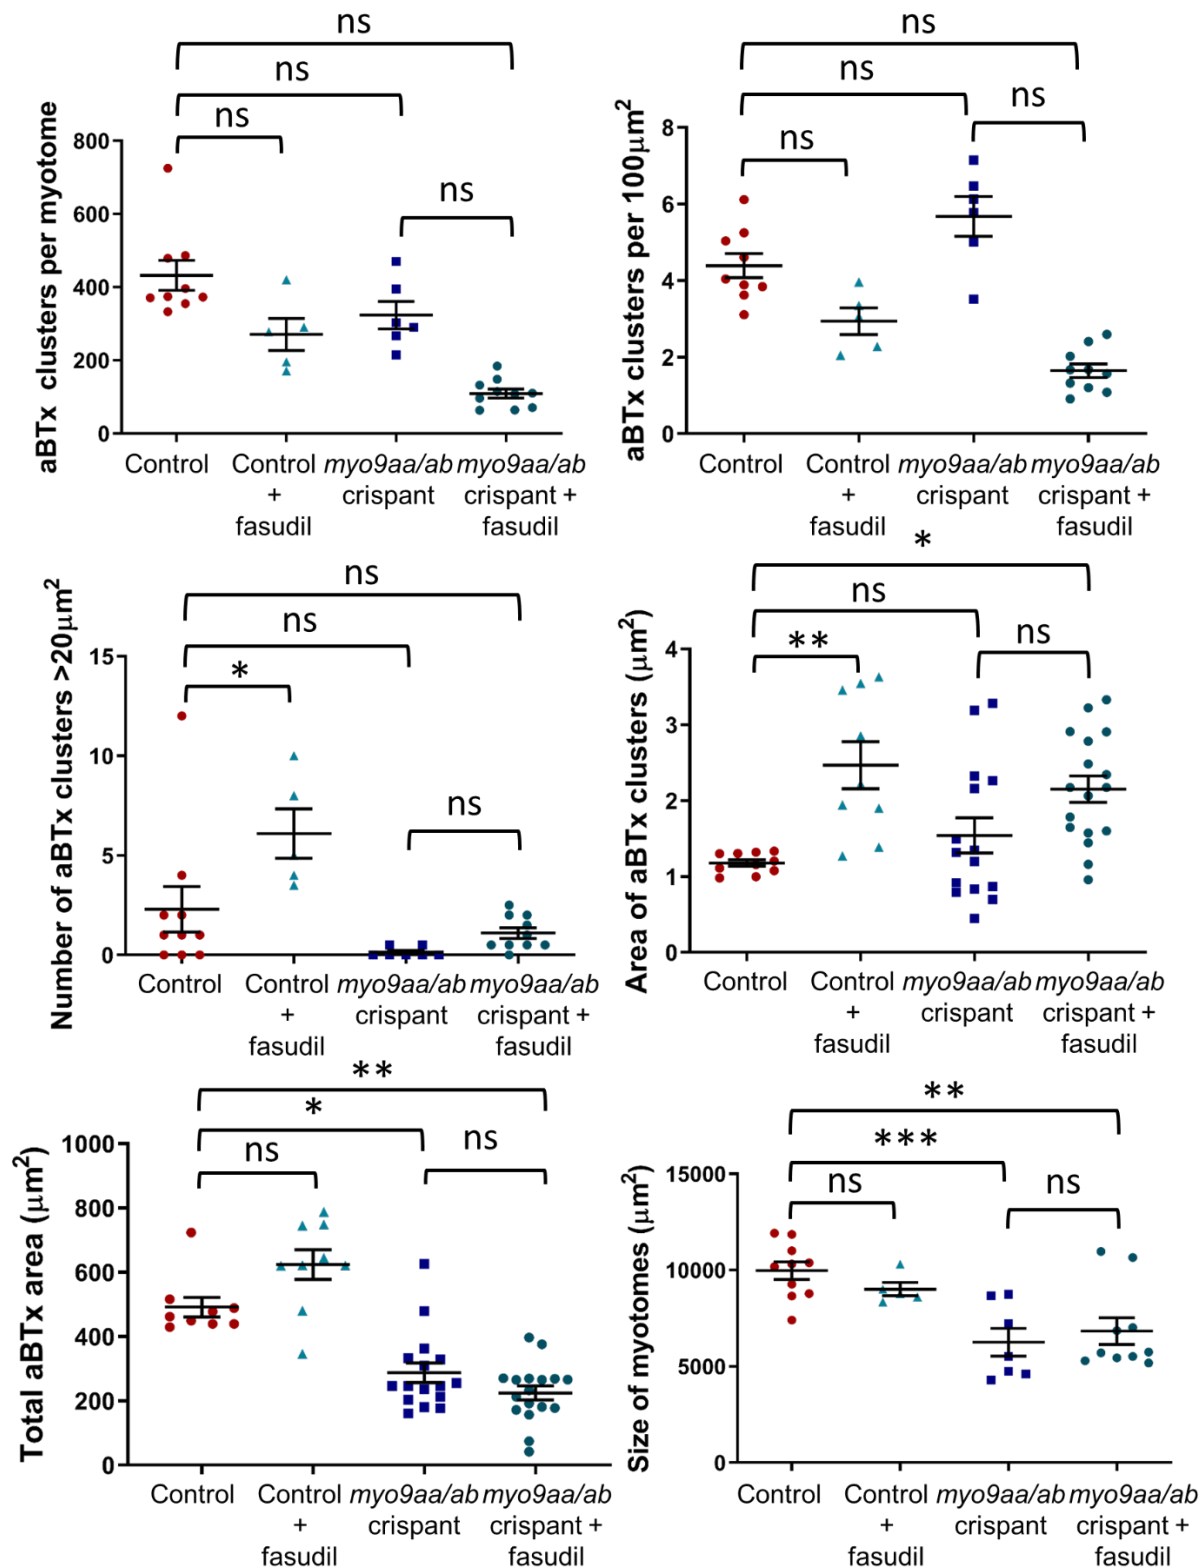 ns
ns
ns
ns
aBTx clusters per myotome
800
600
400
200
0
Control
Control
+
fasudil
myo9aa/ab
crispant
myo9aa/ab
crispant +
fasudil
ns
ns
ns
ns
aBTx clusters per 100μm²
8
6
4
2
0
Control
Control
+
fasudil
myo9aa/ab
crispant
myo9aa/ab
crispant +
fasudil
ns
ns
*
ns
Number of aBTx clusters >20μm²
15
10
5
0
Control
Control
+
fasudil
myo9aa/ab
crispant
myo9aa/ab
crispant +
fasudil
*
ns
**
ns
Area of aBTx clusters (μm²)
4
3
2
1
0
Control
Control
+
fasudil
myo9aa/ab
crispant
myo9aa/ab
crispant +
fasudil
**
*
ns
ns
Total aBTx area (μm²)
1000
800
600
400
200
0
Control
Control
+
fasudil
myo9aa/ab
crispant
myo9aa/ab
crispant +
fasudil
**
***
ns
ns
Size of myotomes (μm²)
15000
10000
5000
0
Control
Control
+
fasudil
myo9aa/ab
crispant
myo9aa/ab
crispant +
fasudil